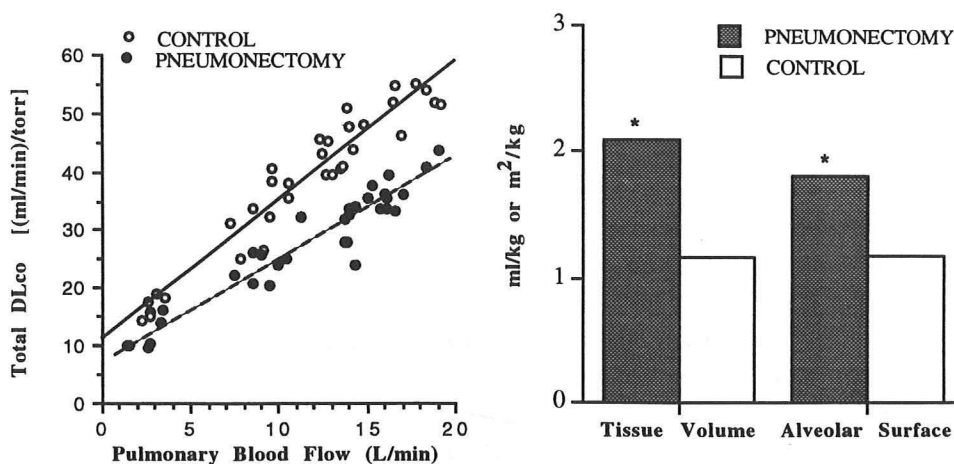 CONTROL
PNEUMONECTOMY
Total DLco [(ml/min)/torr]
60
50
40
30
20
10
0
0 5 10 15 20
Pulmonary Blood Flow (L/min)
PNEUMONECTOMY
CONTROL
ml/kg or m²/kg
3
2
1
0
* *
Tissue Volume Alveolar Surface